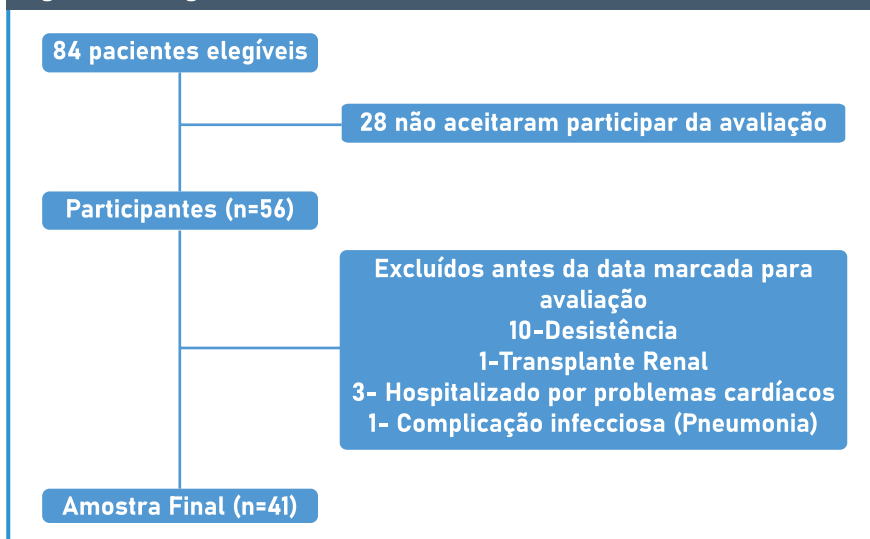 84 pacientes elegíveis
28 não aceitaram participar da avaliação
Participantes (n=56)
Excluídos antes da data marcada para
avaliação
10-Desistência
1-Transplante Renal
3- Hospitalizado por problemas cardíacos
1- Complicação infecciosa (Pneumonia)
Amostra Final (n=41)